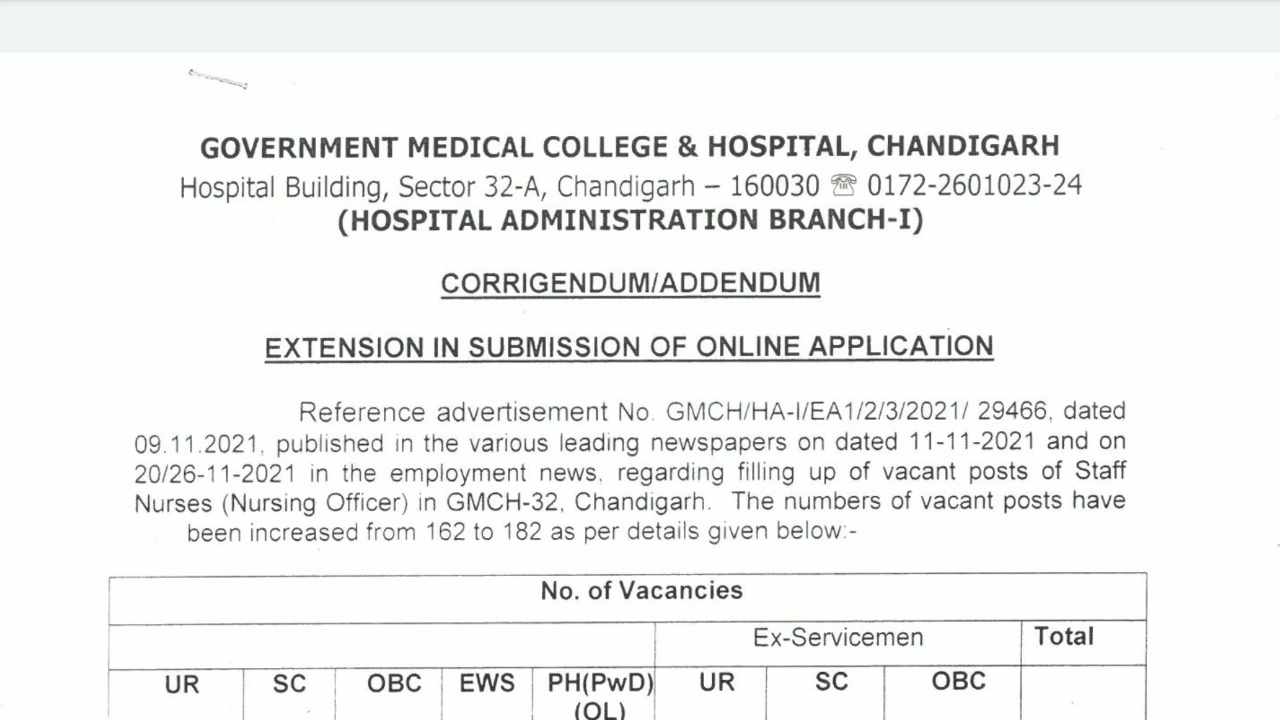 GOVERNMENT MEDICAL COLLEGE & HOSPITAL, CHANDIGARH
Hospital Building, Sector 32-A, Chandigarh – 160030 ☏ 0172-2601023-24
(HOSPITAL ADMINISTRATION BRANCH-I)
CORRIGENDUM/ADDENDUM
EXTENSION IN SUBMISSION OF ONLINE APPLICATION
Reference advertisement No. GMCH/HA-I/EA1/2/3/2021/ 29466, dated
09.11.2021, published in the various leading newspapers on dated 11-11-2021 and on
20/26-11-2021 in the employment news, regarding filling up of vacant posts of Staff
Nurses (Nursing Officer) in GMCH-32, Chandigarh. The numbers of vacant posts have
been increased from 162 to 182 as per details given below:-
No. of Vacancies
Ex-Servicemen Total
UR SC OBC EWS PH(PwD) UR SC OBC
(OL)